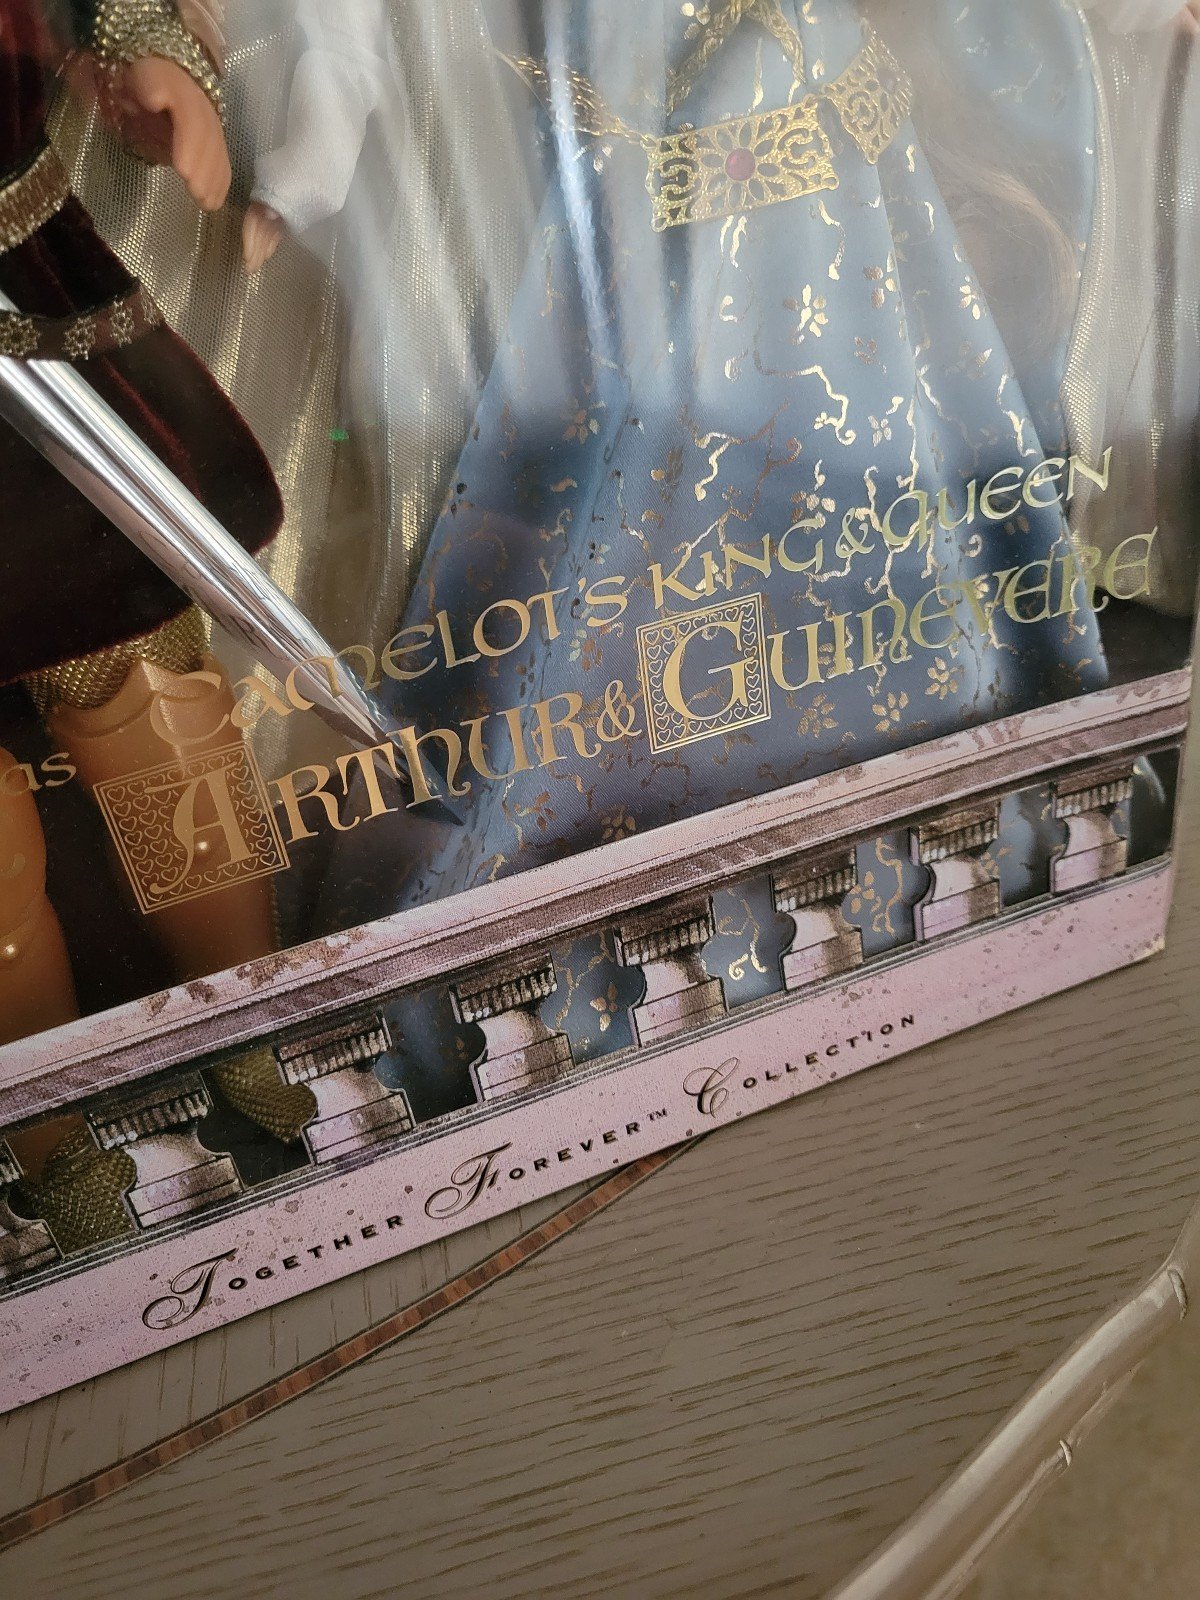 CAMELOT'S KING & QUEEN
as ARTHUR & GUINEVERE
TOGETHER FOREVER™ COLLECTION